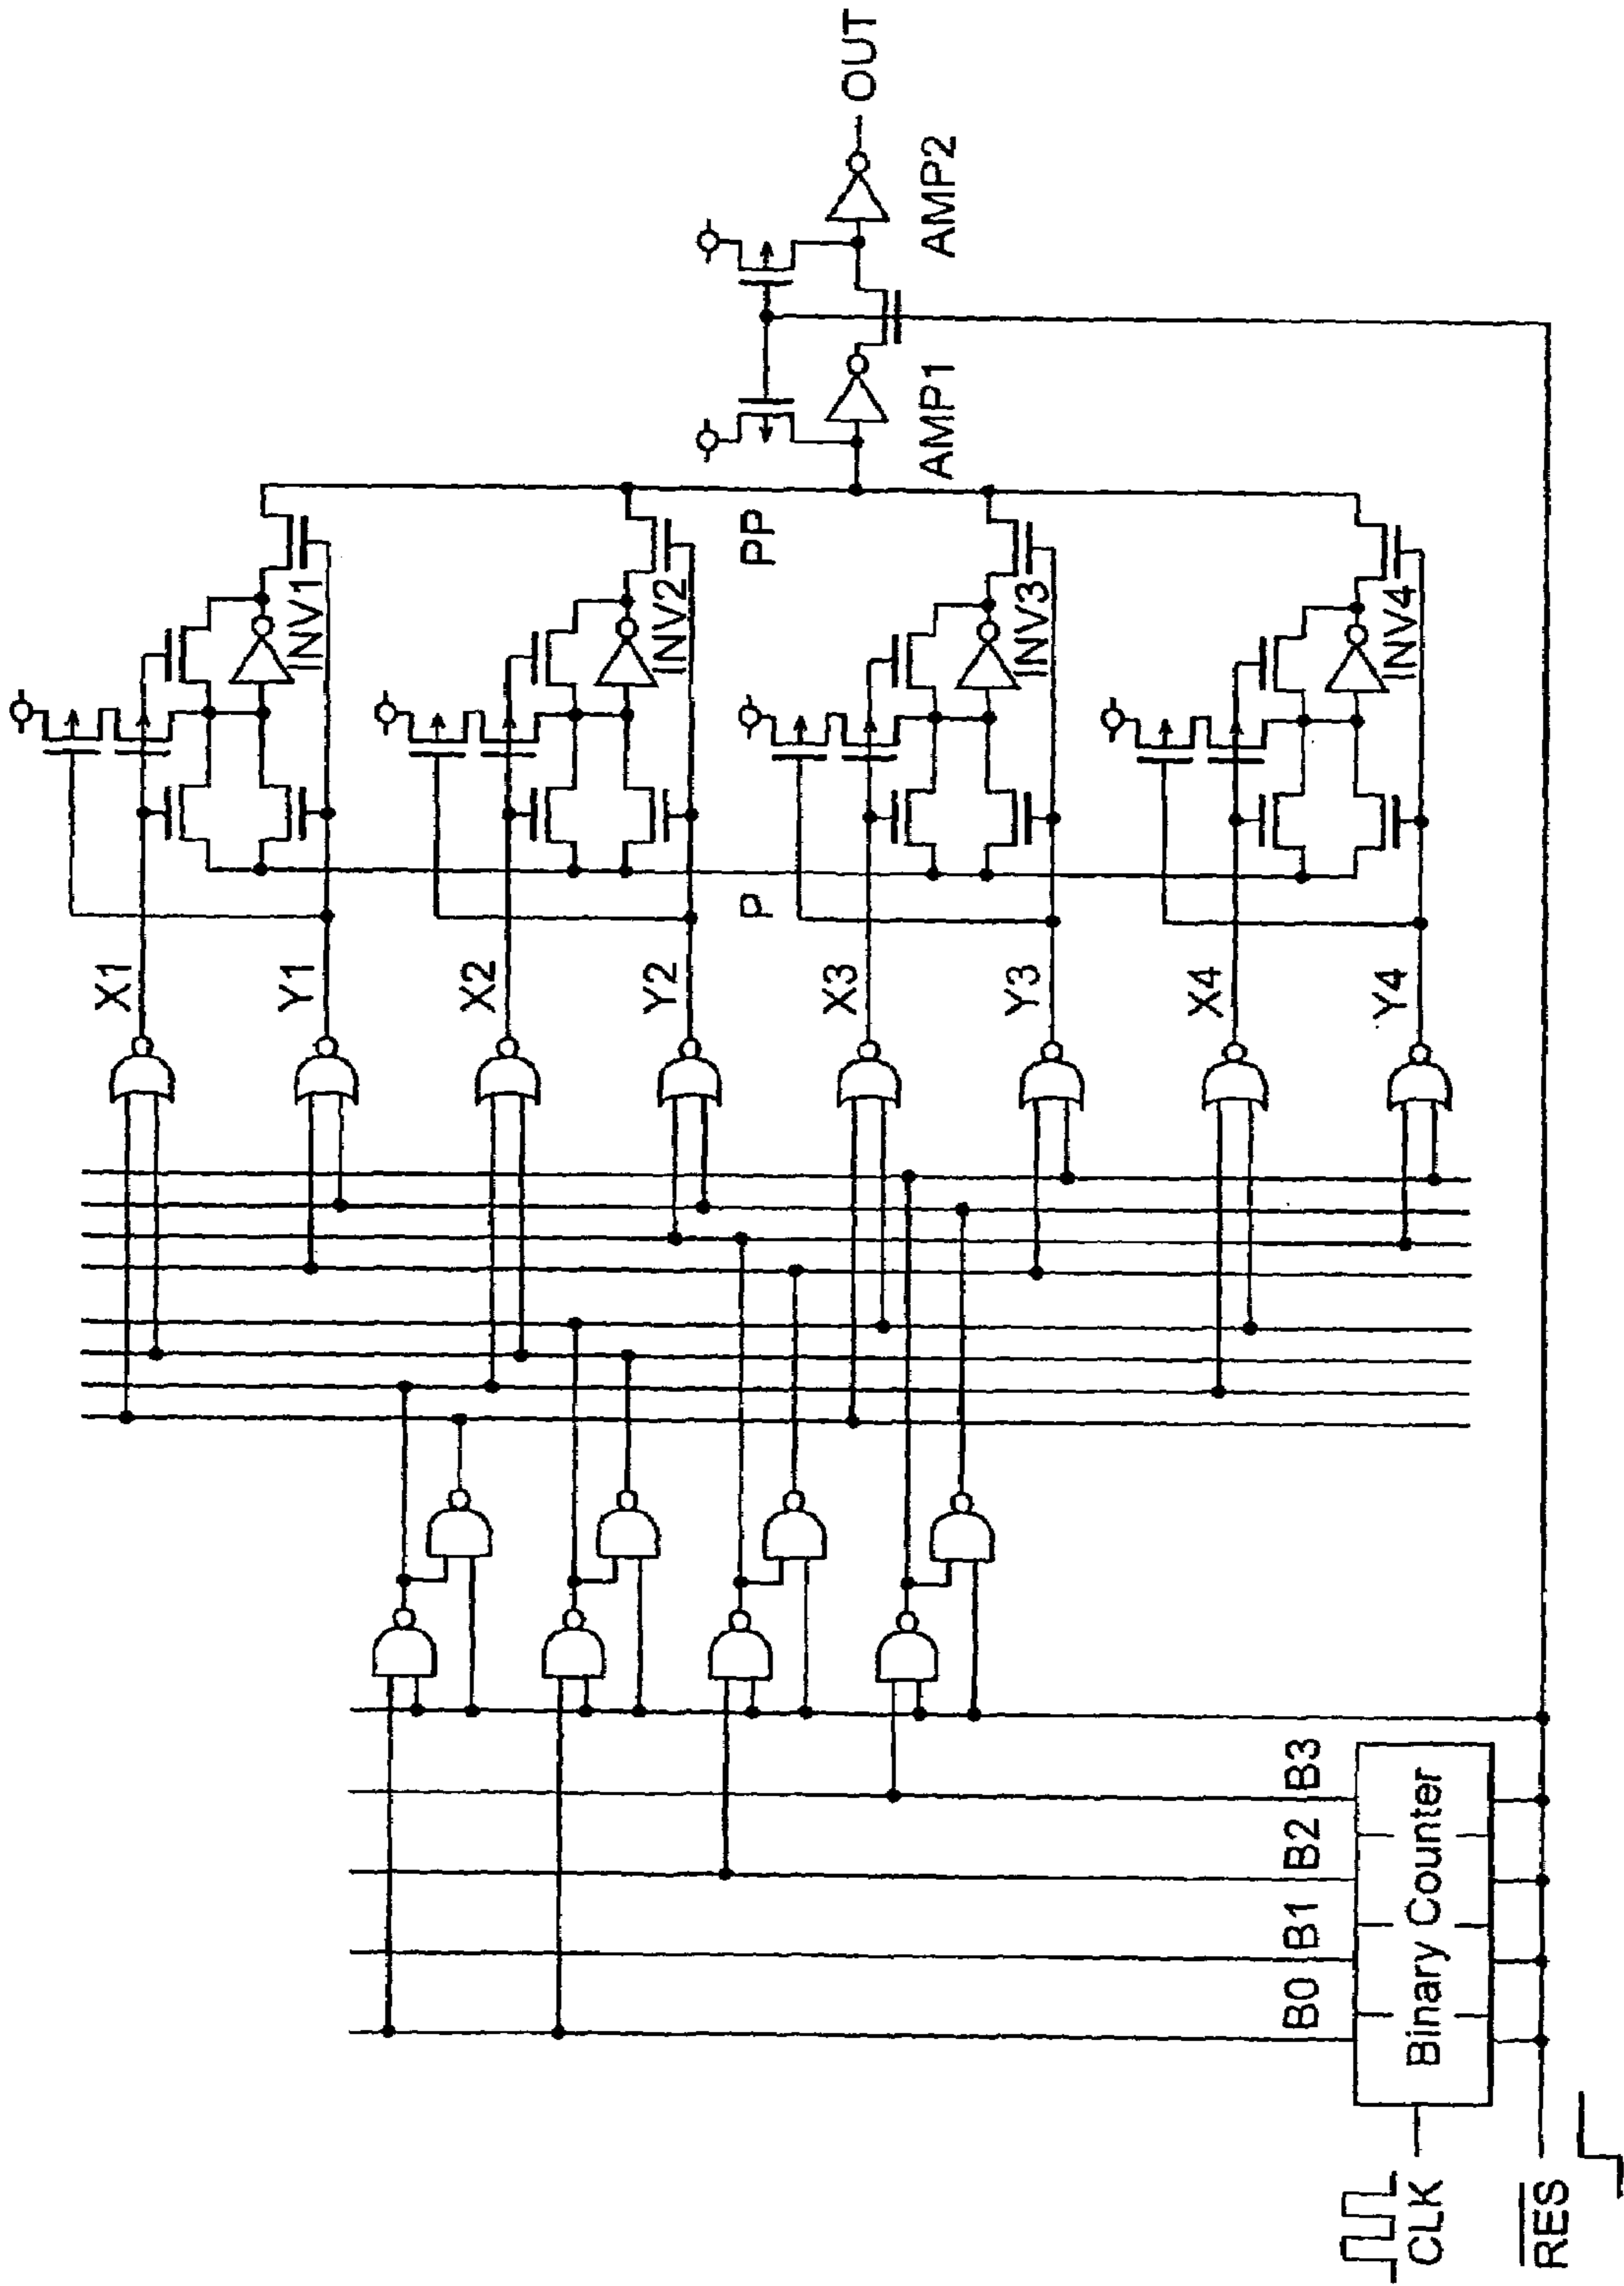 OUT
AMP2
AMP1
PP
INV1
INV2
INV3
INV4
P
X1
Y1
X2
Y2
X3
Y3
X4
Y4
B3
B2
B1
B0
Binary Counter
CLK
RES